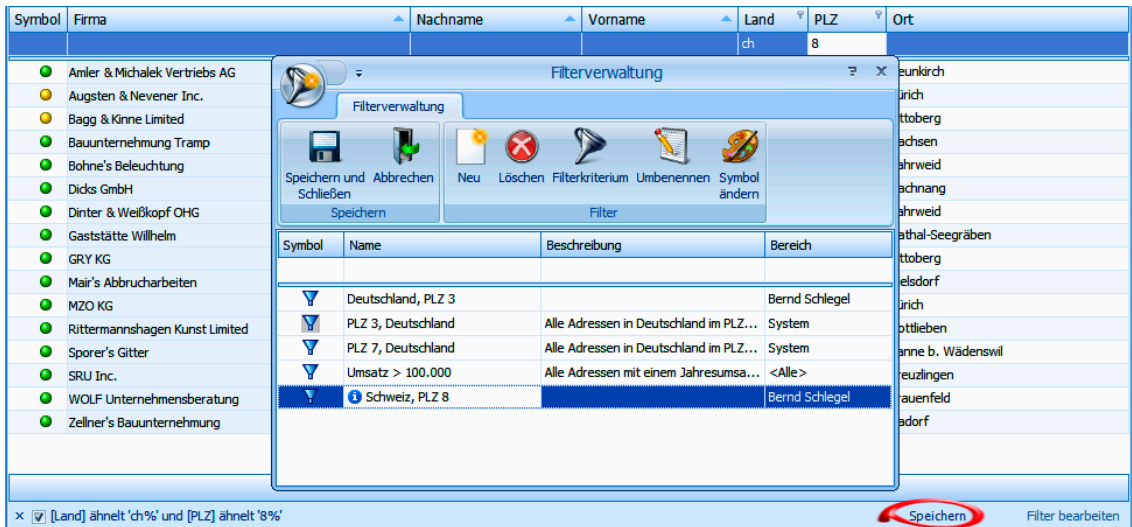 Symbol Firma Nachname Vorname Land PLZ Ort
ch 8
Filterverwaltung ? X
Filterverwaltung
Speichern und Schließen Abbrechen Neu Löschen Filterkriterium Umbenennen Symbol ändern
Speichern Filter
Symbol Name Beschreibung Bereich
Deutschland, PLZ 3 Bernd Schlegel
PLZ 3, Deutschland Alle Adressen in Deutschland im PLZ... System
PLZ 7, Deutschland Alle Adressen in Deutschland im PLZ... System
Umsatz > 100.000 Alle Adressen mit einem Jahresumsa... <Alle>
Schweiz, PLZ 8 Bernd Schlegel
Amler & Michalek Vertriebs AG eunkirch
Augsten & Nevener Inc. ürich
Bagg & Kinne Limited ttoberg
Bauunternehmung Tramp achsen
Bohne's Beleuchtung ahrweid
Dicks GmbH achnang
Dinter & Weißkopf OHG ahrweid
Gaststätte Willhelm athal-Seegräben
GRY KG ttoberg
Mair's Abbrucharbeiten elsdorf
MZO KG ürich
Rittermannshagen Kunst Limited ottlieben
Sporer's Gitter anne b. Wädenswil
SRU Inc. reuzlingen
WOLF Unternehmensberatung rauenfeld
Zellner's Bauunternehmung adorf
× [Land] ähnelt 'ch%' und [PLZ] ähnelt '8%' Speichern Filter bearbeiten